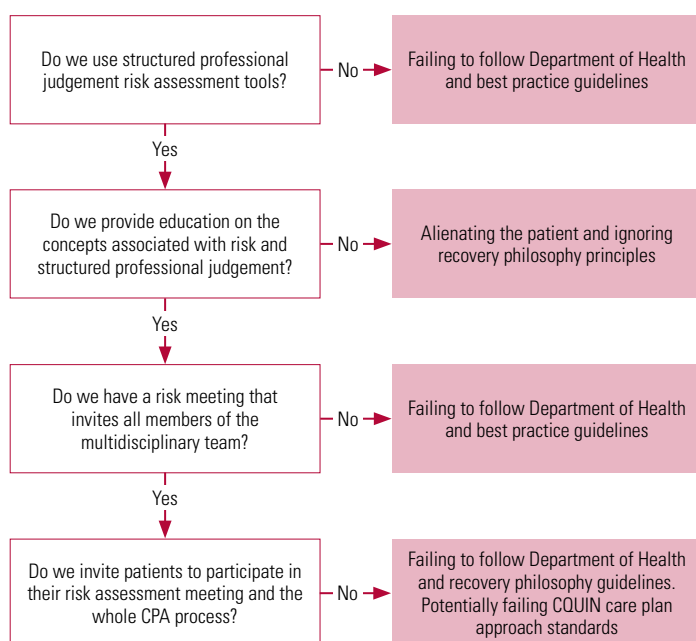 Do we use structured professional
judgement risk assessment tools?
No
Failing to follow Department of Health
and best practice guidelines
Yes
Do we provide education on the
concepts associated with risk and
structured professional judgement?
No
Alienating the patient and ignoring
recovery philosophy principles
Yes
Do we have a risk meeting that
invites all members of the
multidisciplinary team?
No
Failing to follow Department of Health
and best practice guidelines
Yes
Do we invite patients to participate in
their risk assessment meeting and the
whole CPA process?
No
Failing to follow Department of Health
and recovery philosophy guidelines.
Potentially failing CQUIN care plan
approach standards